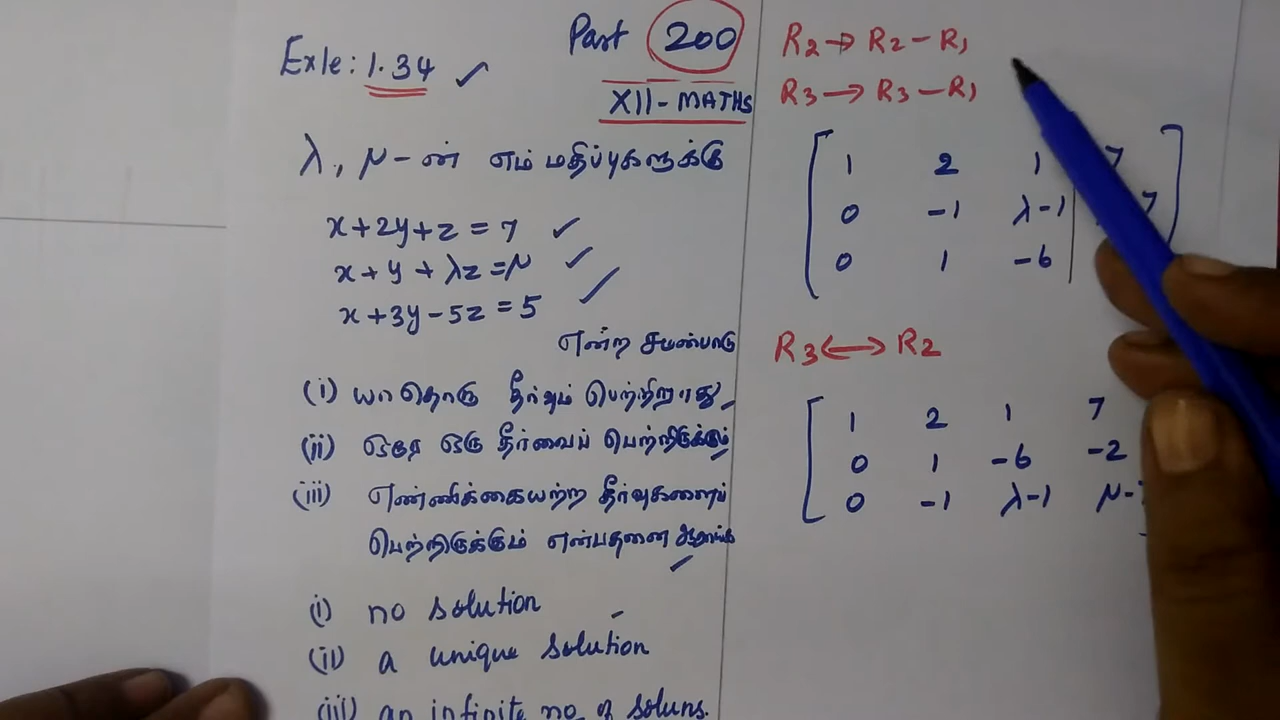 Exle: 1.34 ✓
Part 200
XII - MATHS
λ, μ - ன் எம் மதிப்புகளுக்கு
x + 2y + z = 7 ✓
x + y + λz = μ ✓
x + 3y - 5z = 5 ✓
என்ற சமன்பாடு
(i) யாதொரு தீர்வும் பெற்றிராது
(ii) ஒரே ஒரு தீர்வைப் பெற்றிருக்கும்
(iii) எண்ணிக்கையற்ற தீர்வுகளைப்
பெற்றிருக்கும் என்பதனை ஆராய்க
(i) no solution
(ii) a unique solution
(iii) an infinite no of soluns.
R2 → R2 - R1
R3 → R3 - R1
1 2 1 7
0 -1 λ-1 7
0 1 -6
R3 ↔ R2
1 2 1 7
0 1 -6 -2
0 -1 λ-1 μ-